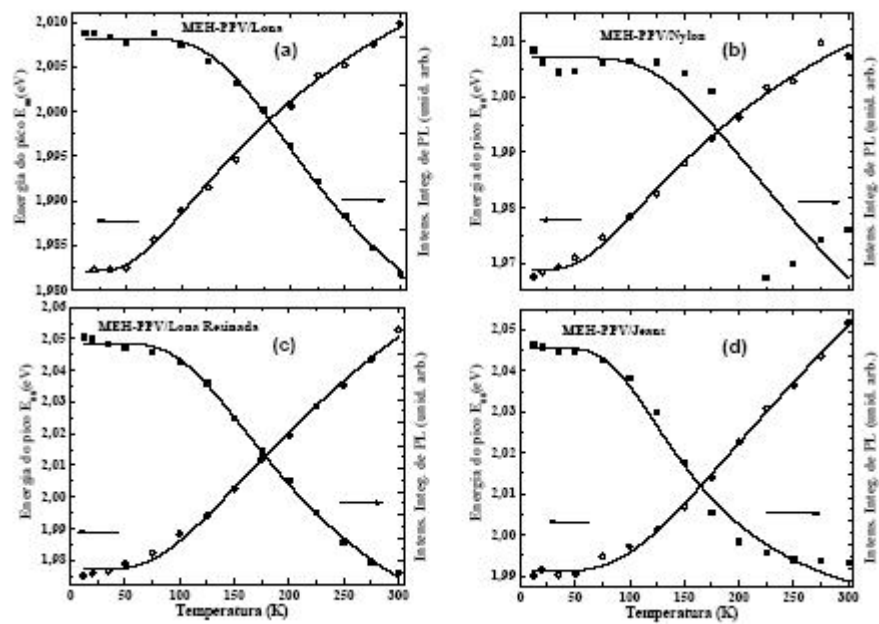 MEH-PPV/Lona
(a)
Energia do pico E₀₀(eV)
2,010
2,005
2,000
1,995
1,990
1,985
1,980
Intens. Integ. de PL (unid. arb.)
MEH-PPV/Nylon
(b)
Energia do pico E₀₀(eV)
2,01
2,00
1,99
1,98
1,97
Intens. Integ. de PL (unid. arb.)
MEH-PPV/Lona Resinada
(c)
Energia do pico E₀₀(eV)
2,06
2,05
2,04
2,03
2,02
2,01
2,00
1,99
1,98
0 50 100 150 200 250 300
Temperatura (K)
Intens. Integ. de PL (unid. arb.)
MEH-PPV/Jeans
(d)
Energia do pico E₀₀(eV)
2,05
2,04
2,03
2,02
2,01
2,00
1,99
0 50 100 150 200 250 300
Temperatura (K)
Intens. Integ. de PL (unid. arb.)